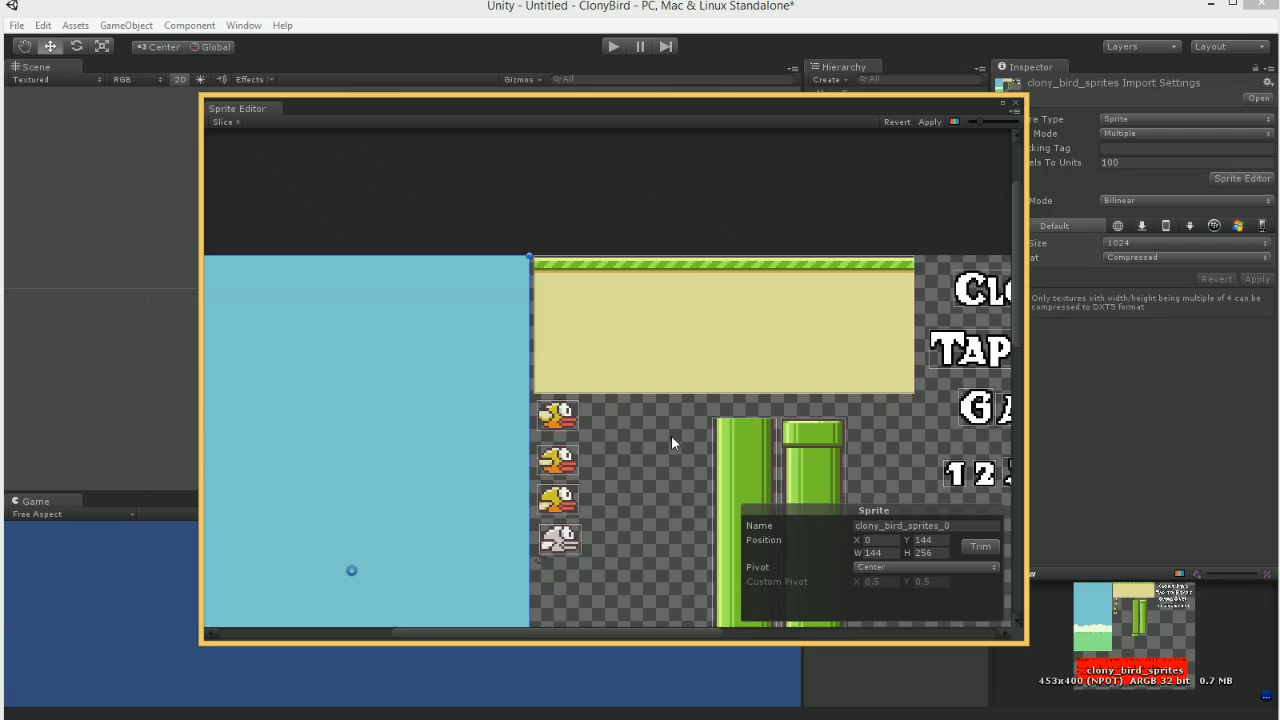 Unity - Untitled - ClonyBird - PC, Mac & Linux Standalone*
File Edit Assets GameObject Component Window Help
Center Global Layers Layout
Scene Hierarchy Inspector
Textured RGB 2D Effects Gizmos All Create All
clony_bird_sprites Import Settings
Open
Sprite Editor
Slice Revert Apply
re Type Sprite
Mode Multiple
cking Tag
els To Units 100
Sprite Editor
Mode Bilinear
Default
Size 1024
at Compressed
Revert Apply
Only textures with width/height being multiple of 4 can be
compressed to DXT5 format
Clo
Tap
Ga
1 2
Game
Free Aspect
Sprite
Name clony_bird_sprites_0
Position X 0 Y 144
W 144 H 256
Trim
Pivot Center
Custom Pivot X 0.5 Y 0.5
w
clony_bird_sprites
453x400 (NPOT) ARGB 32 bit 0.7 MB